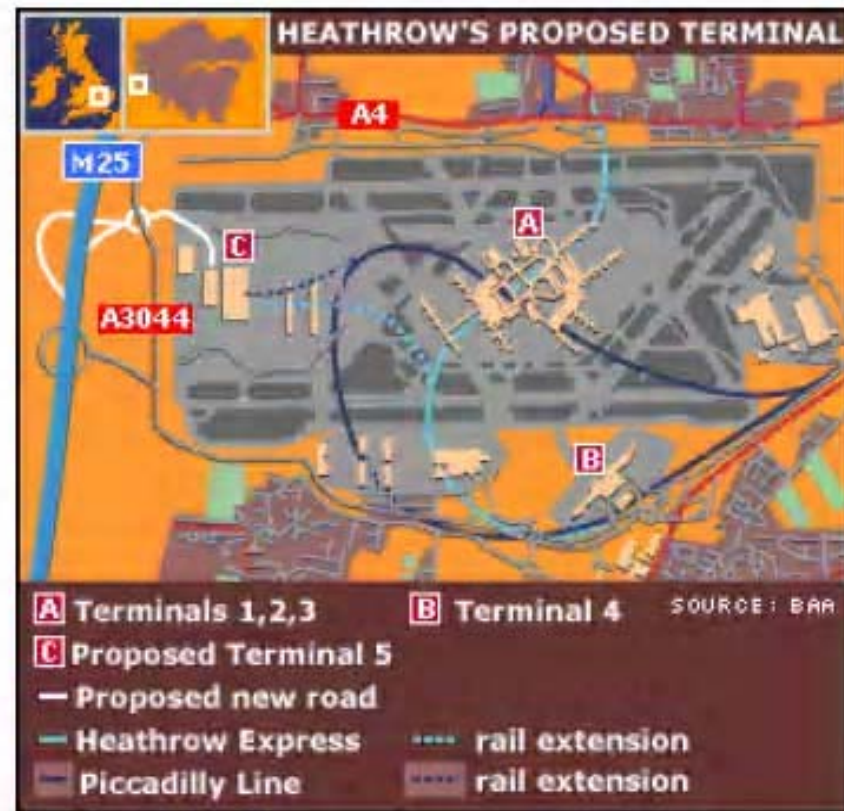 HEATHROW'S PROPOSED TERMINAL
A4
M25
A
C
A3044
B
A Terminals 1,2,3
B Terminal 4
SOURCE: BAA
C Proposed Terminal 5
Proposed new road
Heathrow Express
rail extension
Piccadilly Line
rail extension